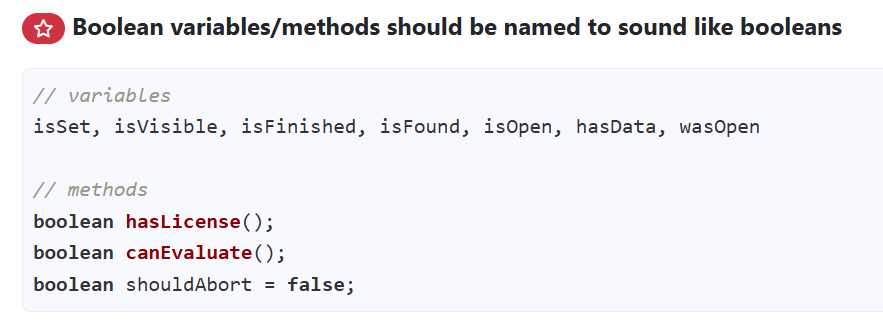 Boolean variables/methods should be named to sound like booleans
// variables
isSet, isVisible, isFinished, isFound, isOpen, hasData, wasOpen
// methods
boolean hasLicense();
boolean canEvaluate();
boolean shouldAbort = false;